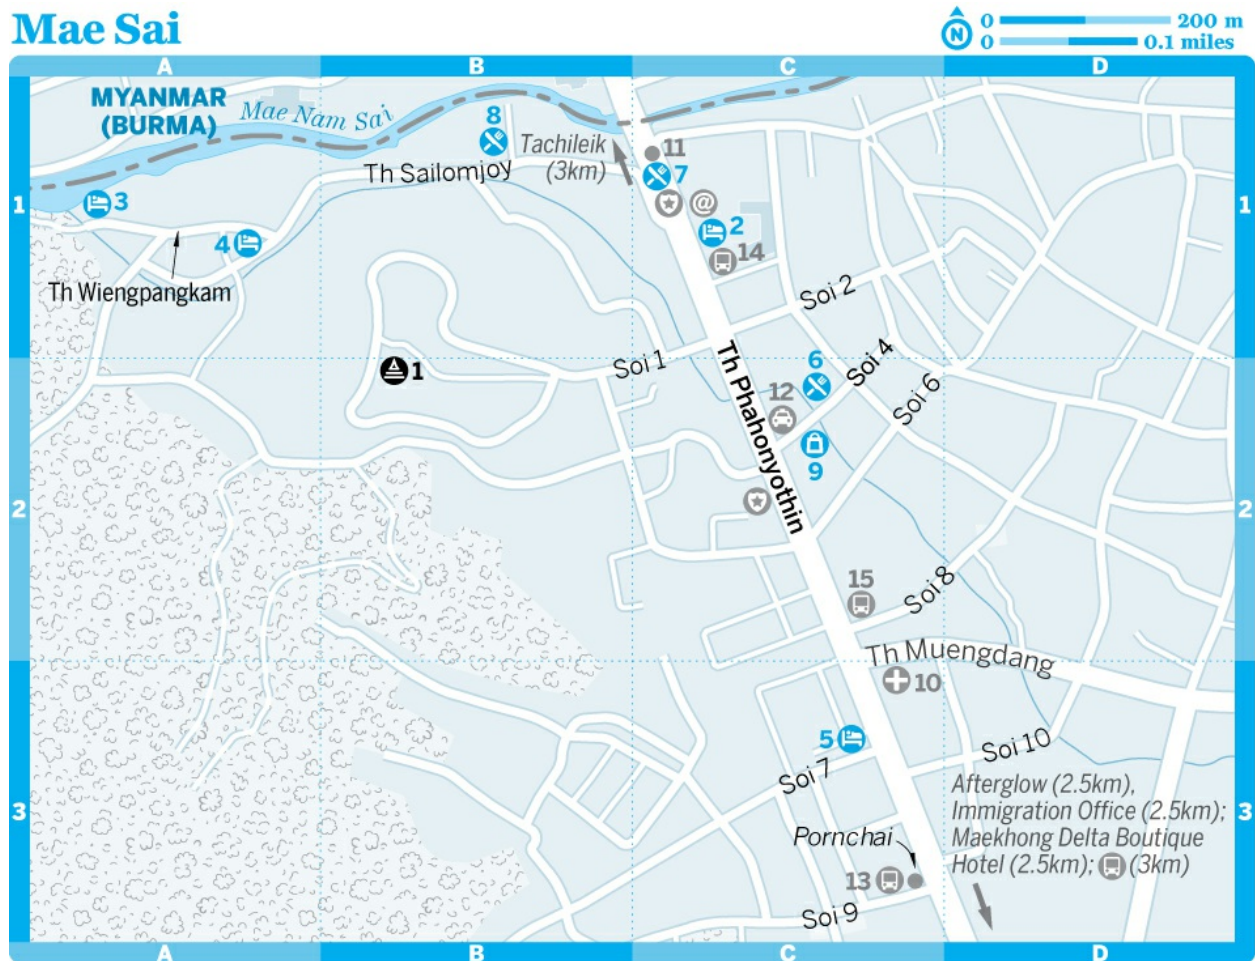 Mae Sai
N
0 200 m
0 0.1 miles
A B C D
MYANMAR
(BURMA)
Mae Nam Sai
8
Tachileik
(3km)
11
7
@
Th Sailomjoy
1 1
3
2
4
14
Th Wiengpangkam
Soi 2
Soi 1
Soi 4
1
6
12
Soi 6
Th Phahonyothin
9
2 2
15
Soi 8
Th Muengdang
10
5
Soi 10
Soi 7
Afterglow (2.5km),
Immigration Office (2.5km);
Maekhong Delta Boutique
Hotel (2.5km); (3km)
3 3
Pornchai
13
Soi 9
A B C D